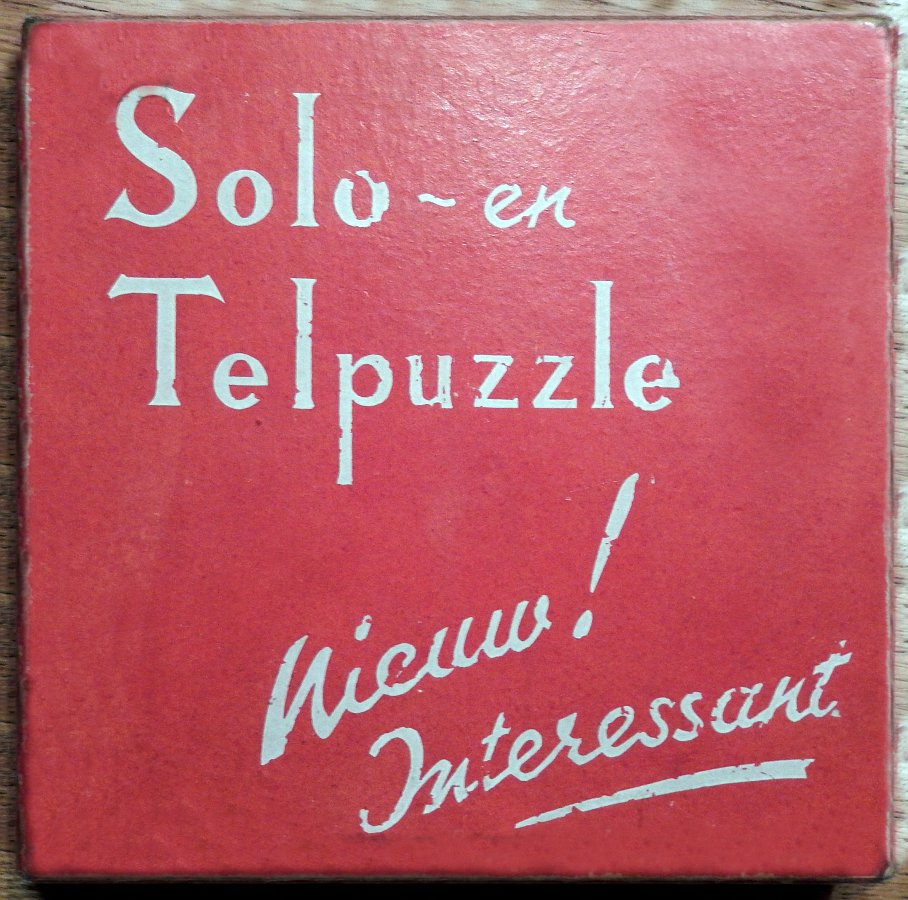 Solo - en
Telpuzzle
Nieuw!
Interessant.